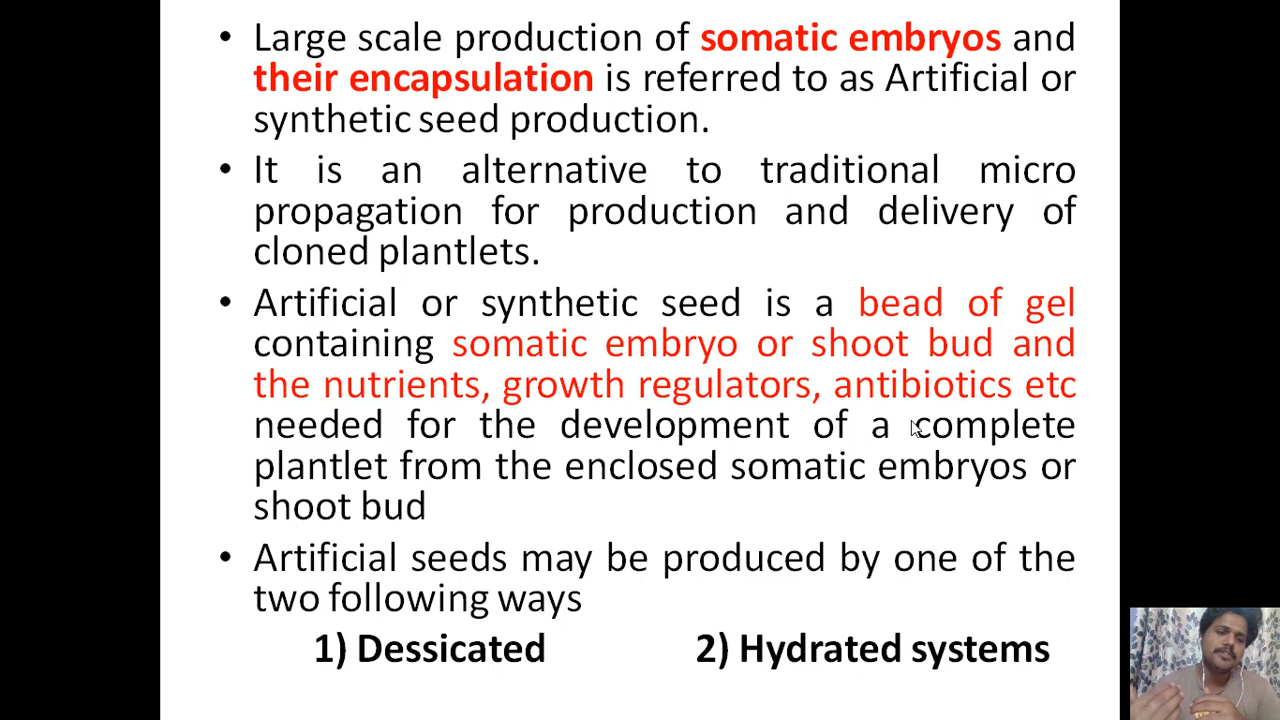 • Large scale production of somatic embryos and
their encapsulation is referred to as Artificial or
synthetic seed production.
• It is an alternative to traditional micro
propagation for production and delivery of
cloned plantlets.
• Artificial or synthetic seed is a bead of gel
containing somatic embryo or shoot bud and
the nutrients, growth regulators, antibiotics etc
needed for the development of a complete
plantlet from the enclosed somatic embryos or
shoot bud
• Artificial seeds may be produced by one of the
two following ways
1) Dessicated 2) Hydrated systems